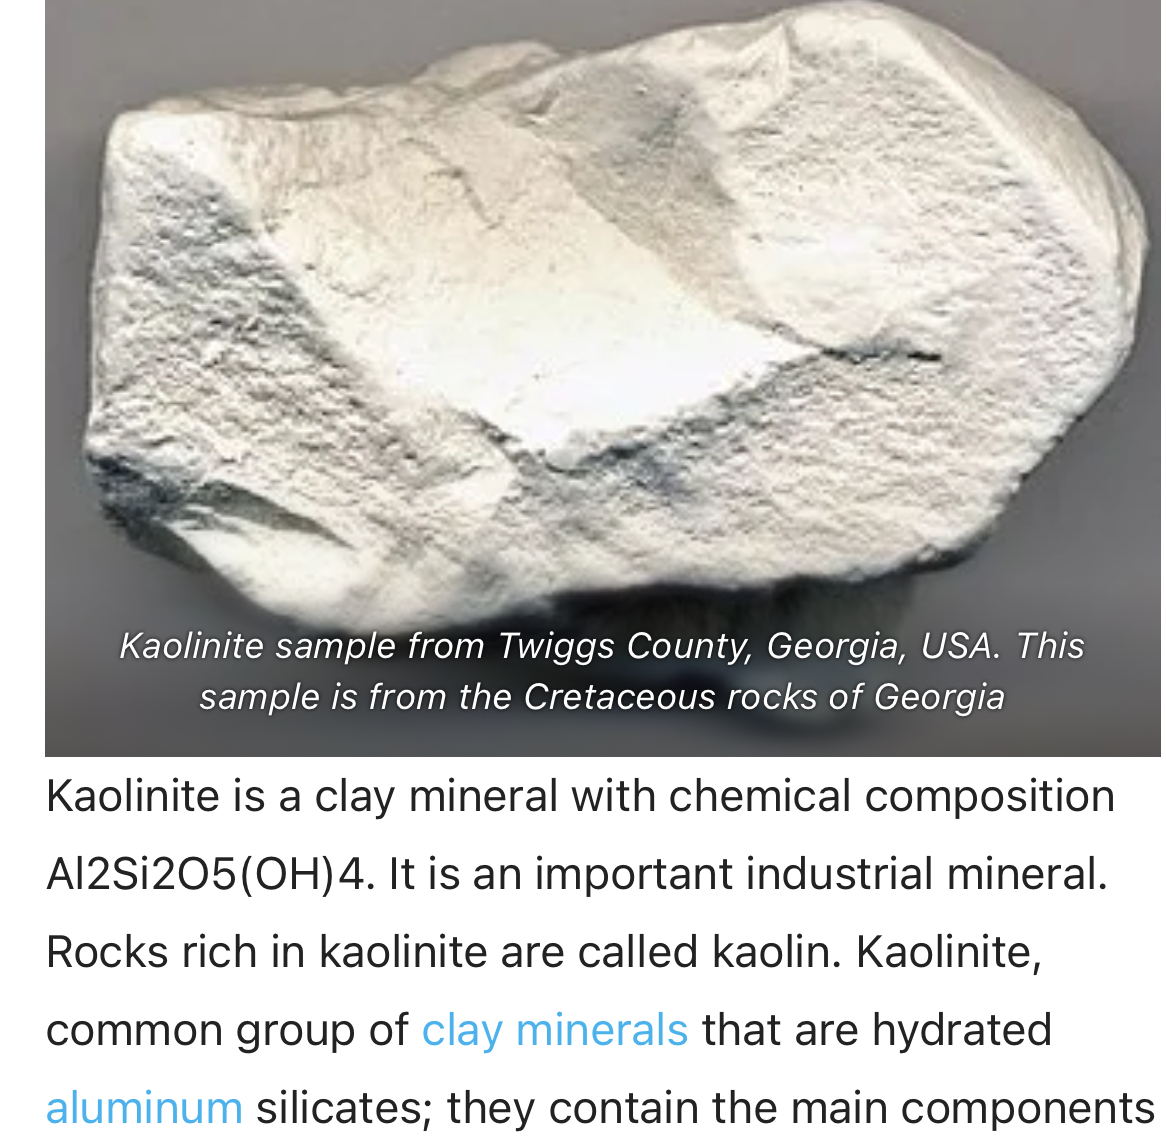 Kaolinite sample from Twiggs County, Georgia, USA. This
sample is from the Cretaceous rocks of Georgia
Kaolinite is a clay mineral with chemical composition
Al2Si2O5(OH)4. It is an important industrial mineral.
Rocks rich in kaolinite are called kaolin. Kaolinite,
common group of clay minerals that are hydrated
aluminum silicates; they contain the main components